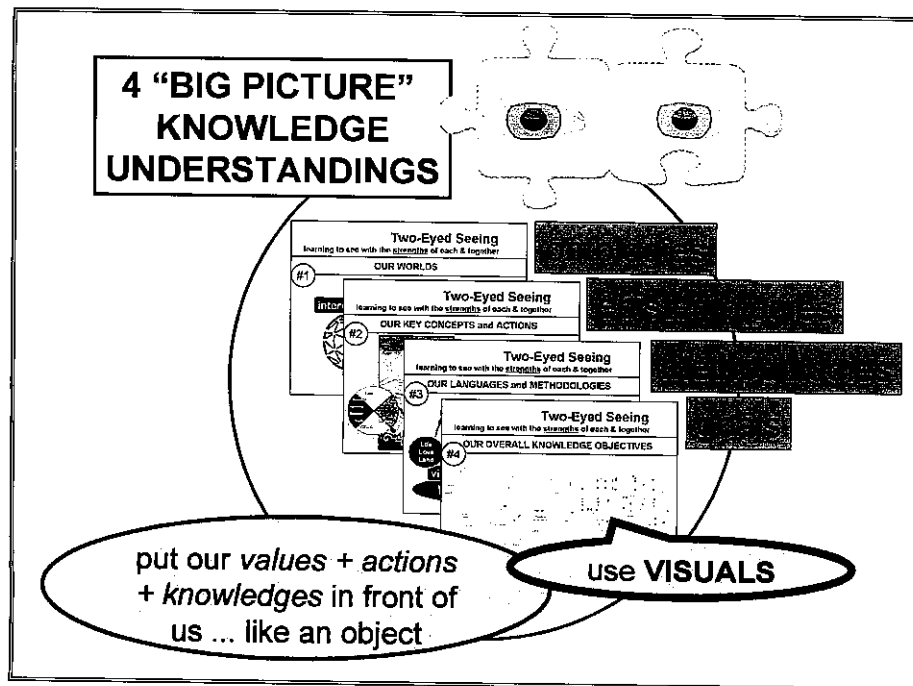 4 “BIG PICTURE”
KNOWLEDGE
UNDERSTANDINGS
Two-Eyed Seeing
learning to see with the strengths of each & together
#1
OUR WORLDS
Two-Eyed Seeing
learning to see with the strengths of each & together
#2
OUR KEY CONCEPTS and ACTIONS
Two-Eyed Seeing
learning to see with the strengths of each & together
#3
OUR LANGUAGES and METHODOLOGIES
Life
Love
Land
Two-Eyed Seeing
learning to see with the strengths of each & together
#4
OUR OVERALL KNOWLEDGE OBJECTIVES
put our values + actions
+ knowledges in front of
us ... like an object
use VISUALS